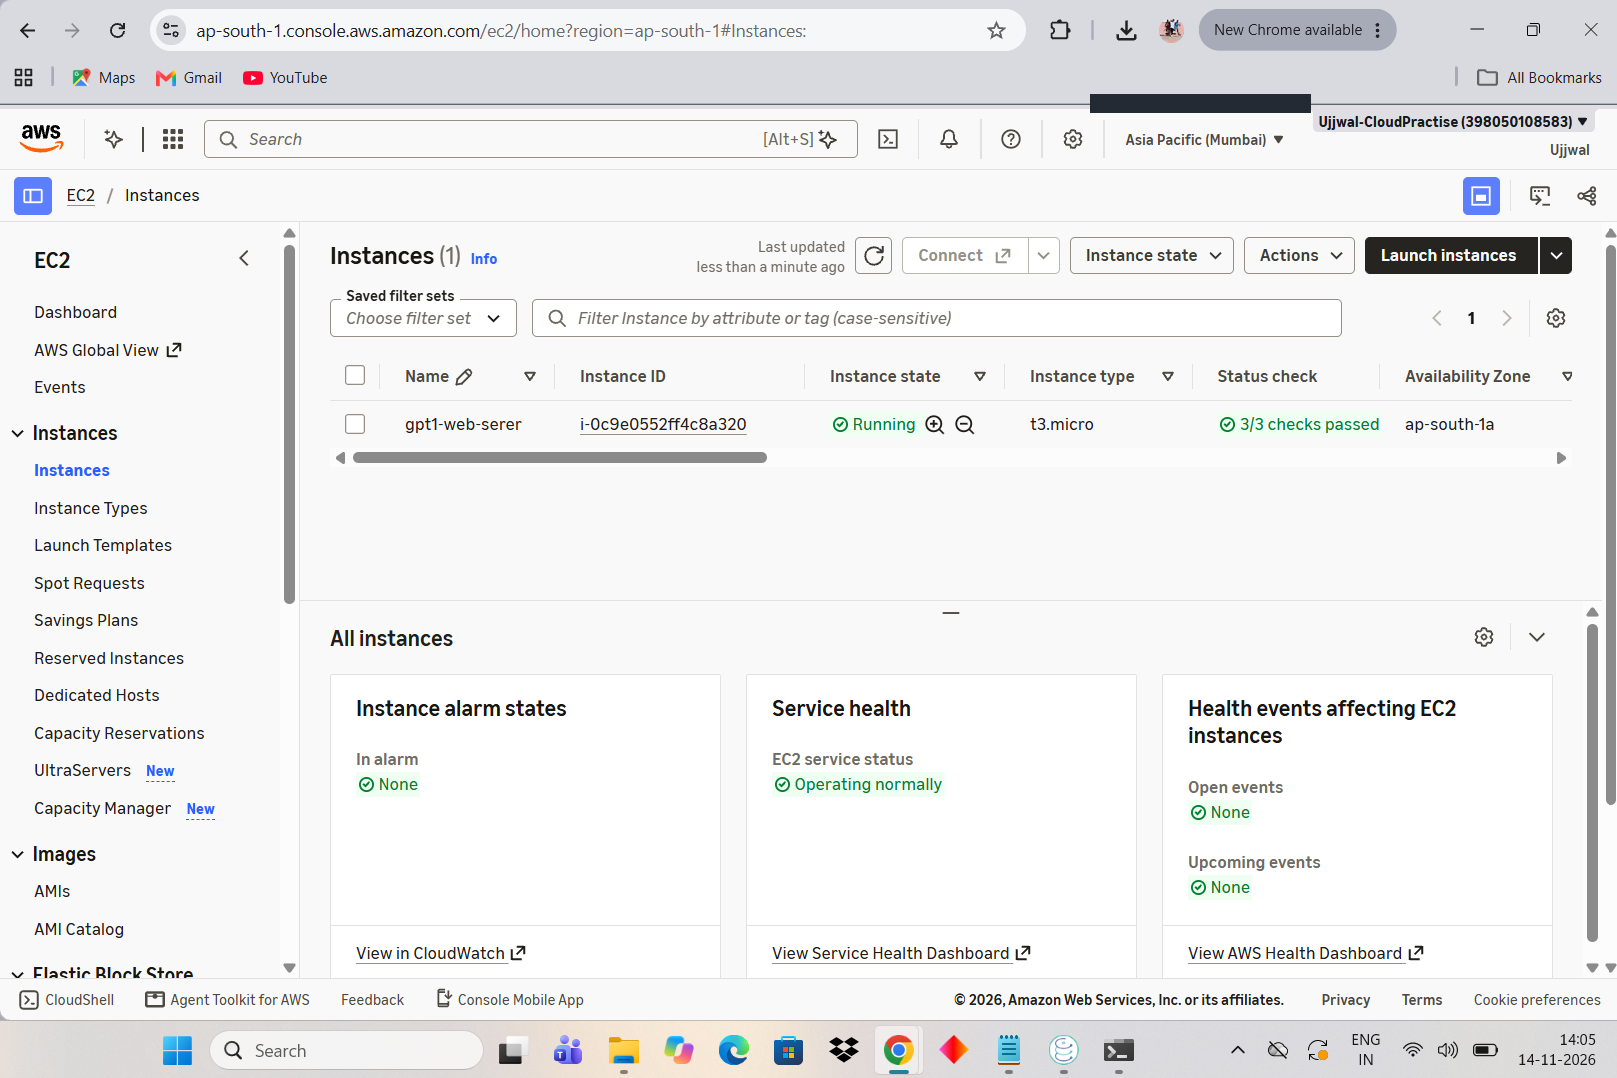 ap-south-1.console.aws.amazon.com/ec2/home?region=ap-south-1#Instances:
New Chrome available
Maps
Gmail
YouTube
All Bookmarks
aws
Search
[Alt+S]
Asia Pacific (Mumbai)
Ujjwal-CloudPractise (398050108583)
Ujjwal
EC2 / Instances
EC2
Dashboard
AWS Global View
Events
Instances
Instances
Instance Types
Launch Templates
Spot Requests
Savings Plans
Reserved Instances
Dedicated Hosts
Capacity Reservations
UltraServers New
Capacity Manager New
Images
AMIs
AMI Catalog
Elastic Block Store
Instances (1) Info
Last updated
less than a minute ago
Connect
Instance state
Actions
Launch instances
Saved filter sets
Choose filter set
Filter Instance by attribute or tag (case-sensitive)
1
Name Instance ID Instance state Instance type Status check Availability Zone
gpt1-web-serer i-0c9e0552ff4c8a320 Running t3.micro 3/3 checks passed ap-south-1a
All instances
Instance alarm states
In alarm
None
View in CloudWatch
Service health
EC2 service status
Operating normally
View Service Health Dashboard
Health events affecting EC2
instances
Open events
None
Upcoming events
None
View AWS Health Dashboard
CloudShell
Agent Toolkit for AWS
Feedback
Console Mobile App
© 2026, Amazon Web Services, Inc. or its affiliates.
Privacy
Terms
Cookie preferences
Search
ENG
IN
14:05
14-11-2026